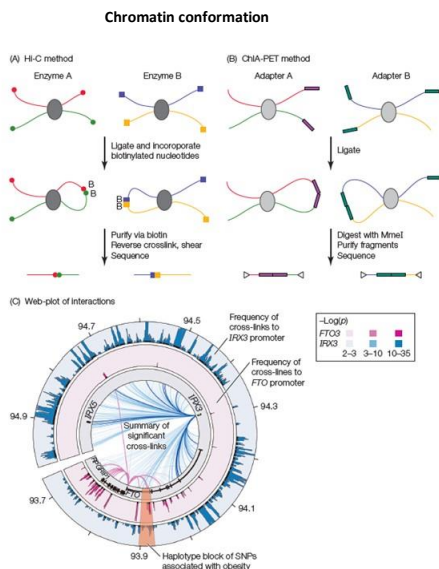 Chromatin conformation
(A) Hi-C method
Enzyme A
Enzyme B
Ligate and incoroporate
biotinylated nucleotides
B
B
B
B
Purify via biotin
Reverse crosslink, shear
Sequence
(B) ChIA-PET method
Adapter A
Adapter B
Ligate
Digest with MmeI
Purify fragments
Sequence
(C) Web-plot of interactions
94.7
94.5
94.9
94.3
93.7
94.1
93.9
Frequency of
cross-links to
IRX3 promoter
Frequency of
cross-lines to
FTO promoter
IRX5
IRX3
Summary of
significant
cross-links
FTO
Haplotype block of SNPs
associated with obesity
–Log(p)
FTO3
IRX3
2–3 3–10 10–35